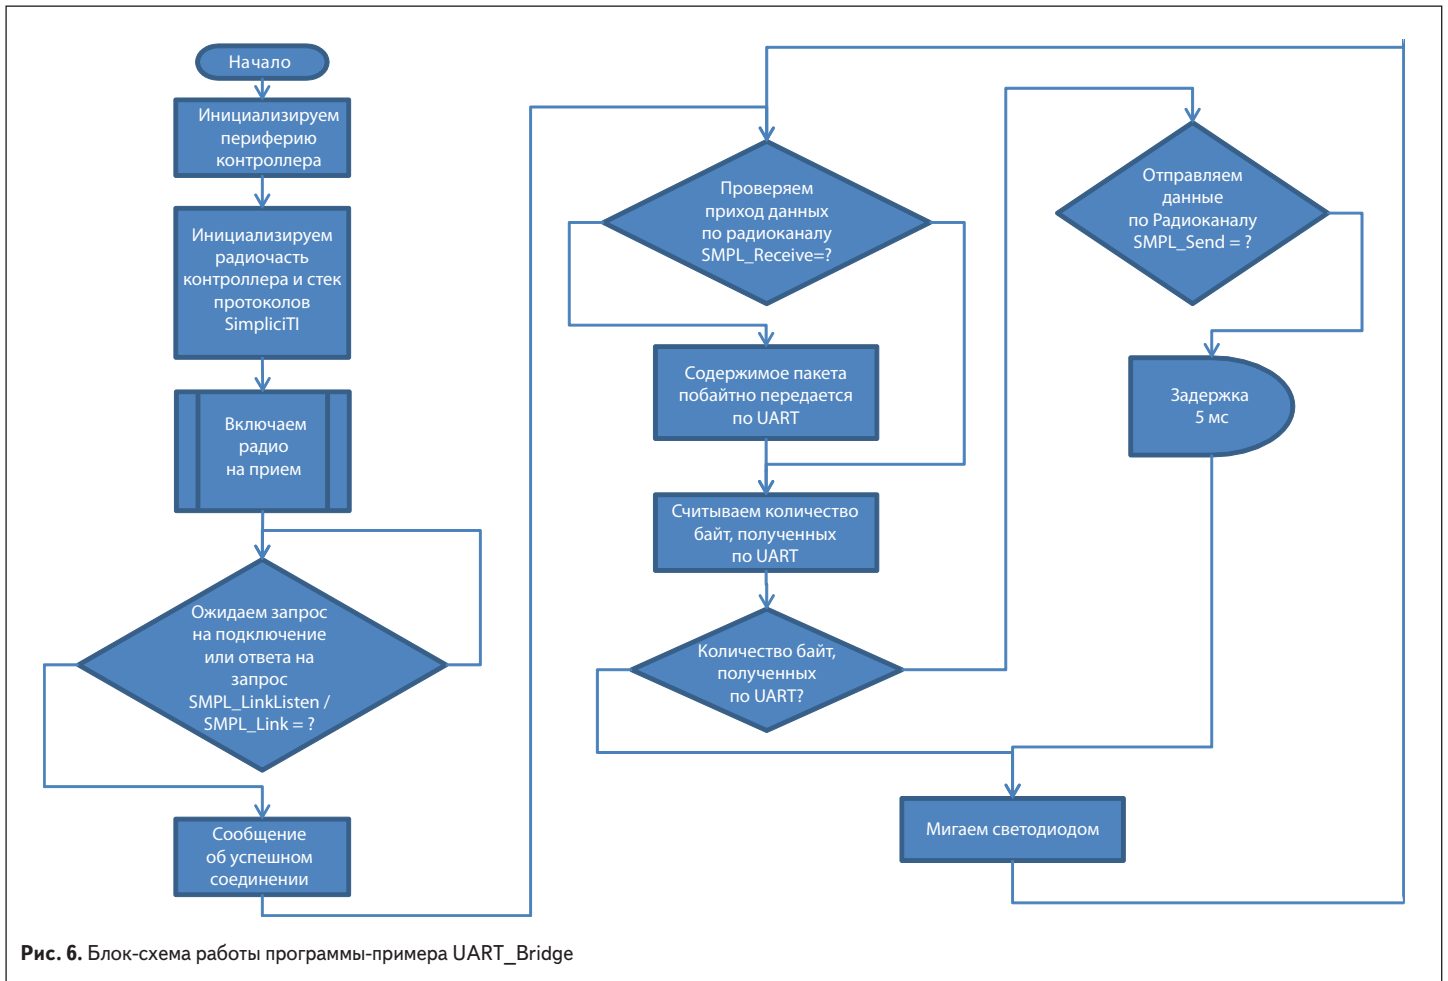 Начало
Инициализируем
периферию
контроллера
Инициализируем
радиочасть
контроллера и стек
протоколов
SimpliciTI
Включаем
радио
на прием
Ожидаем запрос
на подключение
или ответа на
запрос
SMPL_LinkListen /
SMPL_Link = ?
Сообщение
об успешном
соединении
Проверяем
приход данных
по радиоканалу
SMPL_Receive=?
Содержимое пакета
побайтно передается
по UART
Считываем количество
байт, полученных
по UART
Количество байт,
полученных
по UART?
Отправляем
данные
по Радиоканалу
SMPL_Send = ?
Задержка
5 мс
Мигаем светодиодом
Рис. 6. Блок-схема работы программы-примера UART_Bridge